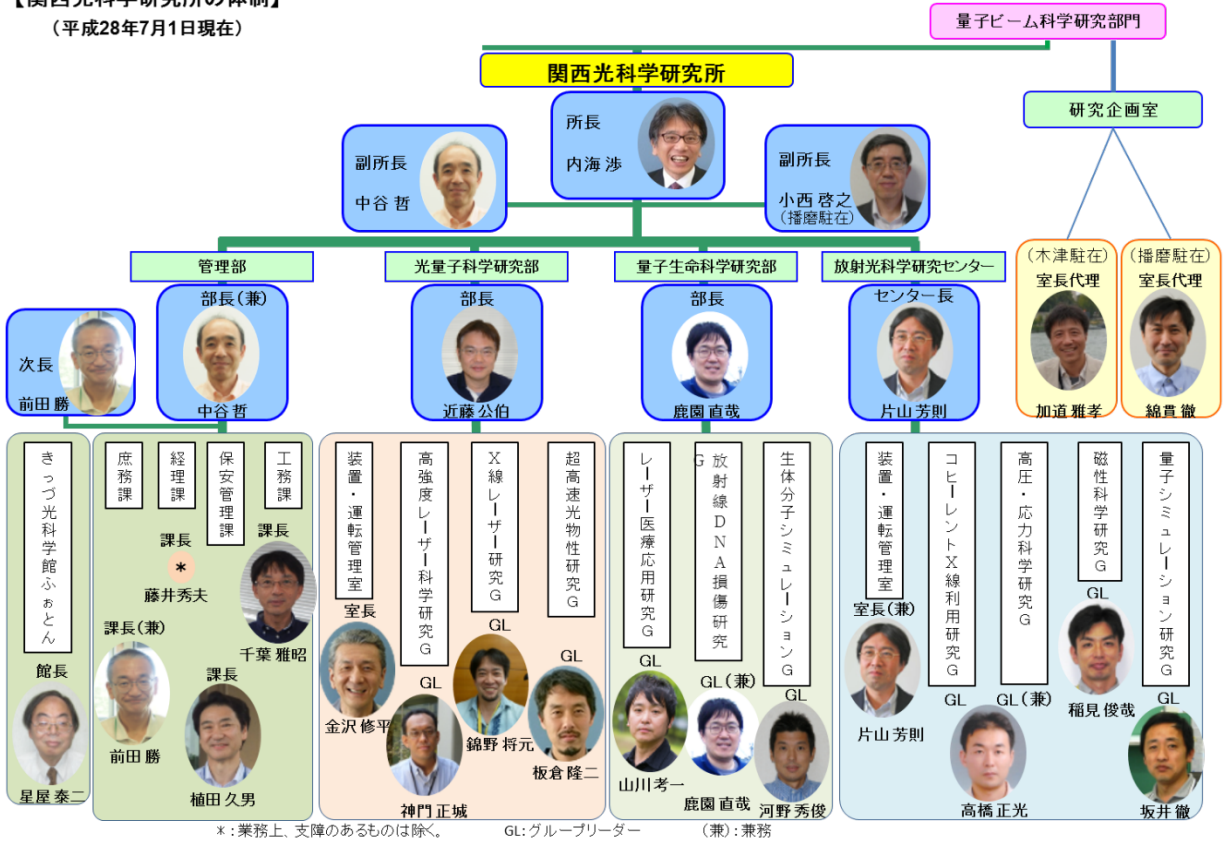 【関西光科学研究所の体制】
(平成28年7月1日現在)
量子ビーム科学研究部門
関西光科学研究所
研究企画室
所長
内海 渉
副所長
中谷 哲
副所長
小西 啓之
(播磨駐在)
(木津駐在)
室長代理
加道 雅孝
(播磨駐在)
室長代理
綿貫 徹
管理部
部長(兼)
中谷 哲
次長
前田 勝
光量子科学研究部
部長
近藤 公伯
量子生命科学研究部
部長
鹿園 直哉
放射光科学研究センター
センター長
片山 芳則
きっづ光科学館ふぉとん
館長
星屋 泰二
庶務課
課長(兼)
前田 勝
経理課
課長
*
藤井秀夫
保安管理課
課長
植田 久男
工務課
課長
千葉 雅昭
装置・運転管理室
室長
金沢 修平
高強度レーザー科学研究G
GL
神門 正城
X線レーザー研究G
GL
錦野 将元
超高速光物性研究G
GL
板倉 隆二
レーザー医療応用研究G
GL
山川 孝一
放射線DNA損傷研究G
GL(兼)
鹿園 直哉
生体分子シミュレーションG
GL
河野 秀俊
装置・運転管理室
室長(兼)
片山 芳則
コヒーレントX線利用研究G
GL
高圧・応力科学研究G
GL(兼)
高橋 正光
磁性科学研究G
GL
稲見 俊哉
量子シミュレーション研究G
GL
坂井 徹
*:業務上、支障のあるものは除く。
GL:グループリーダー
(兼):兼務